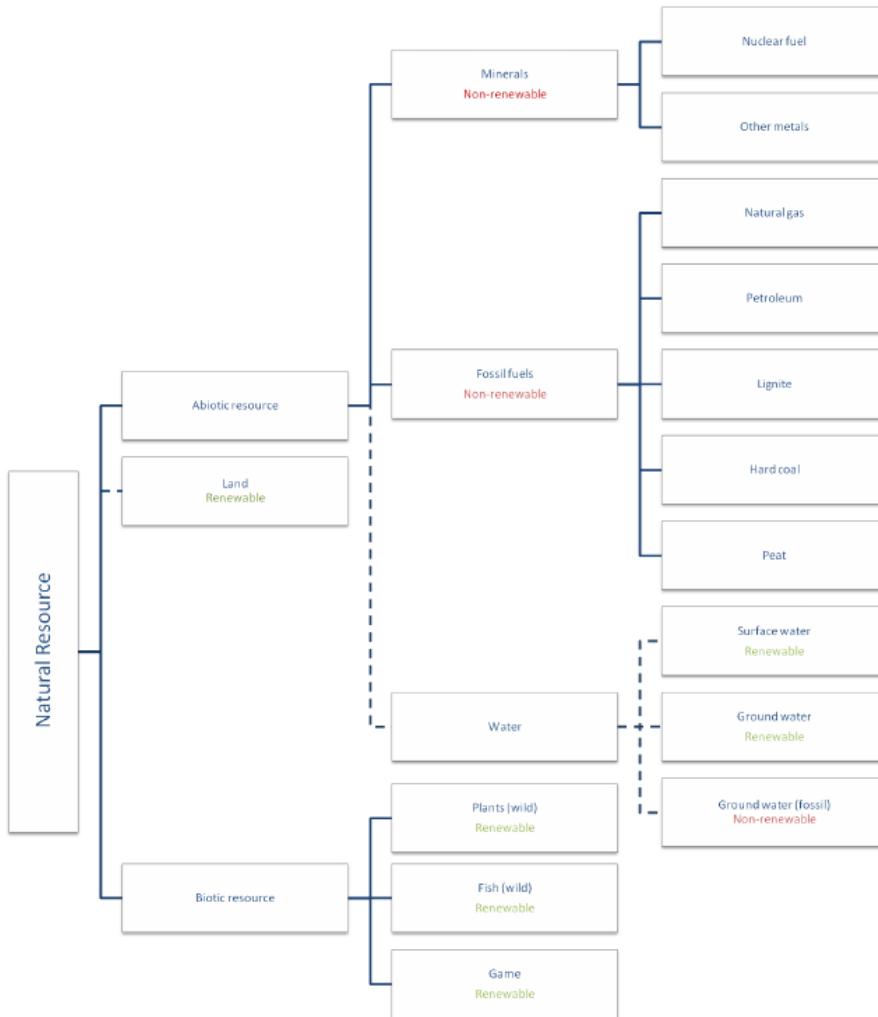 Natural Resource
Abiotic resource
Land
Renewable
Biotic resource
Minerals
Non-renewable
Fossil fuels
Non-renewable
Water
Plants (wild)
Renewable
Fish (wild)
Renewable
Game
Renewable
Nuclear fuel
Other metals
Natural gas
Petroleum
Lignite
Hard coal
Peat
Surface water
Renewable
Ground water
Renewable
Ground water (fossil)
Non-renewable